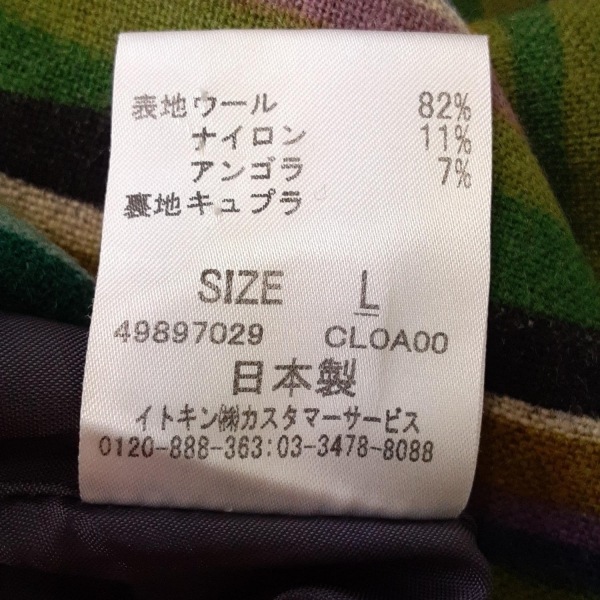 表地ウール 82%
ナイロン 11%
アンゴラ 7%
裏地キュプラ
SIZE L
49897029 CLOA00
日本製
イトキン㈱カスタマーサービス
0120-888-363:03-3478-8088